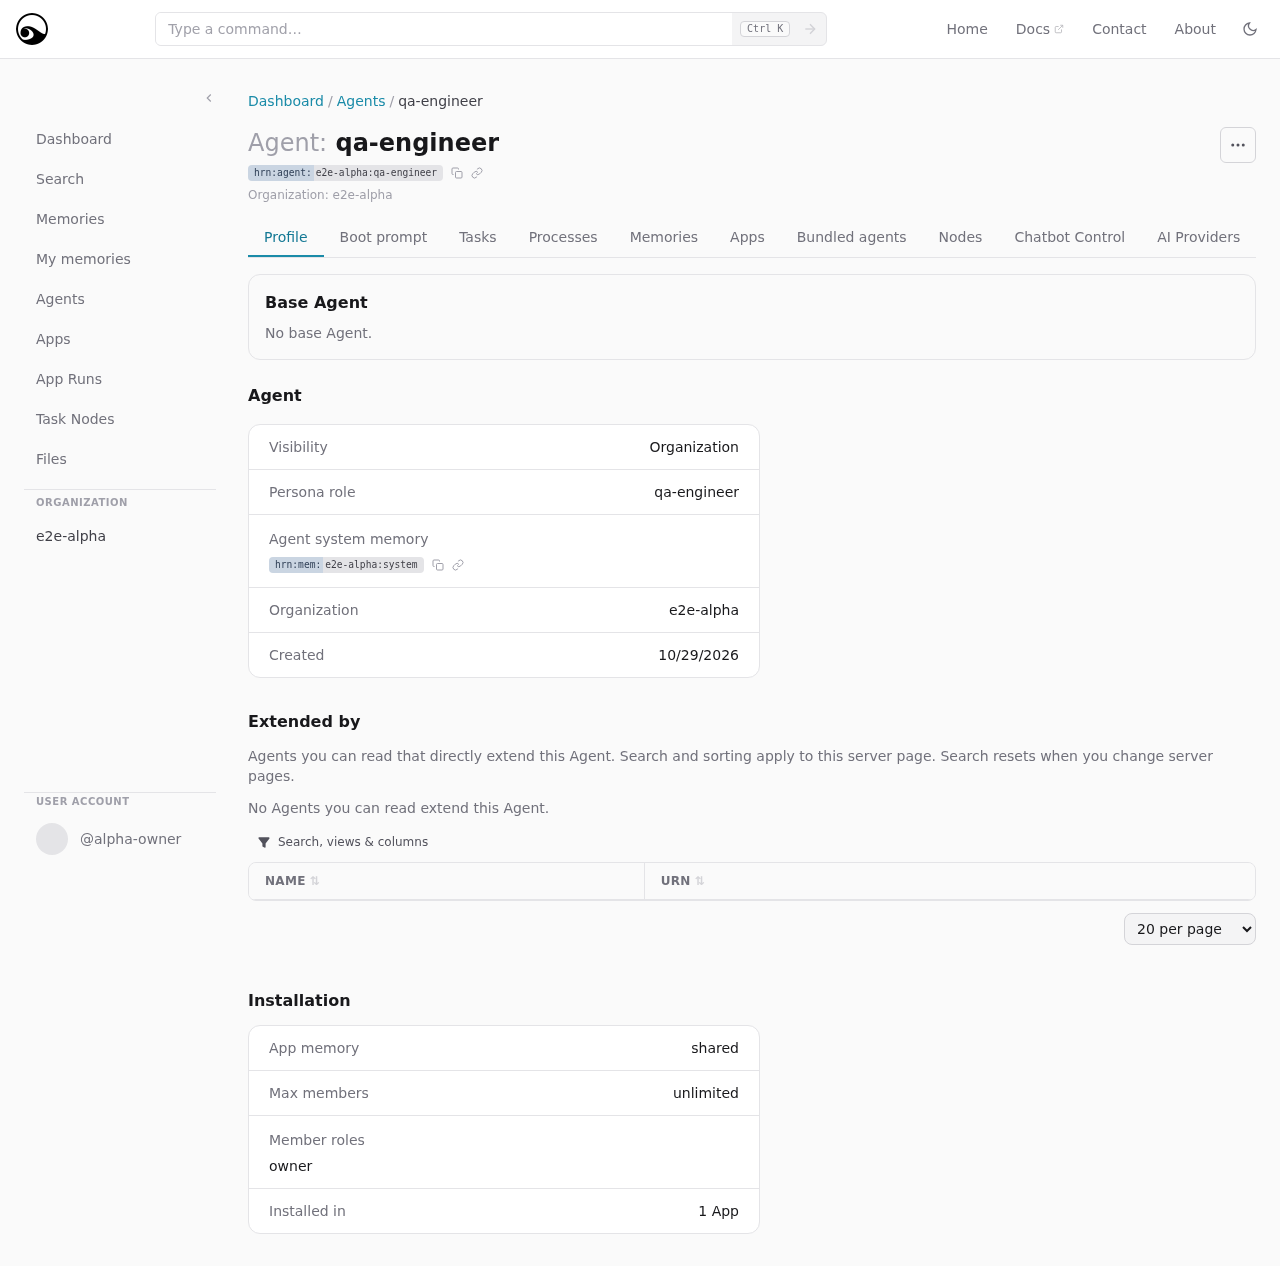 Type a command...
Ctrl K
Home
Docs
Contact
About
Dashboard / Agents / qa-engineer
Dashboard
Search
Memories
My memories
Agents
Apps
App Runs
Task Nodes
Files
ORGANIZATION
e2e-alpha
USER ACCOUNT
@alpha-owner
Agent: qa-engineer
hrn:agent: e2e-alpha:qa-engineer
Organization: e2e-alpha
Profile
Boot prompt
Tasks
Processes
Memories
Apps
Bundled agents
Nodes
Chatbot Control
AI Providers
Base Agent
No base Agent.
Agent
Visibility Organization
Persona role qa-engineer
Agent system memory
hrn:mem: e2e-alpha:system
Organization e2e-alpha
Created 10/29/2026
Extended by
Agents you can read that directly extend this Agent. Search and sorting apply to this server page. Search resets when you change server
pages.
No Agents you can read extend this Agent.
Search, views & columns
NAME URN
20 per page
Installation
App memory shared
Max members unlimited
Member roles
owner
Installed in 1 App